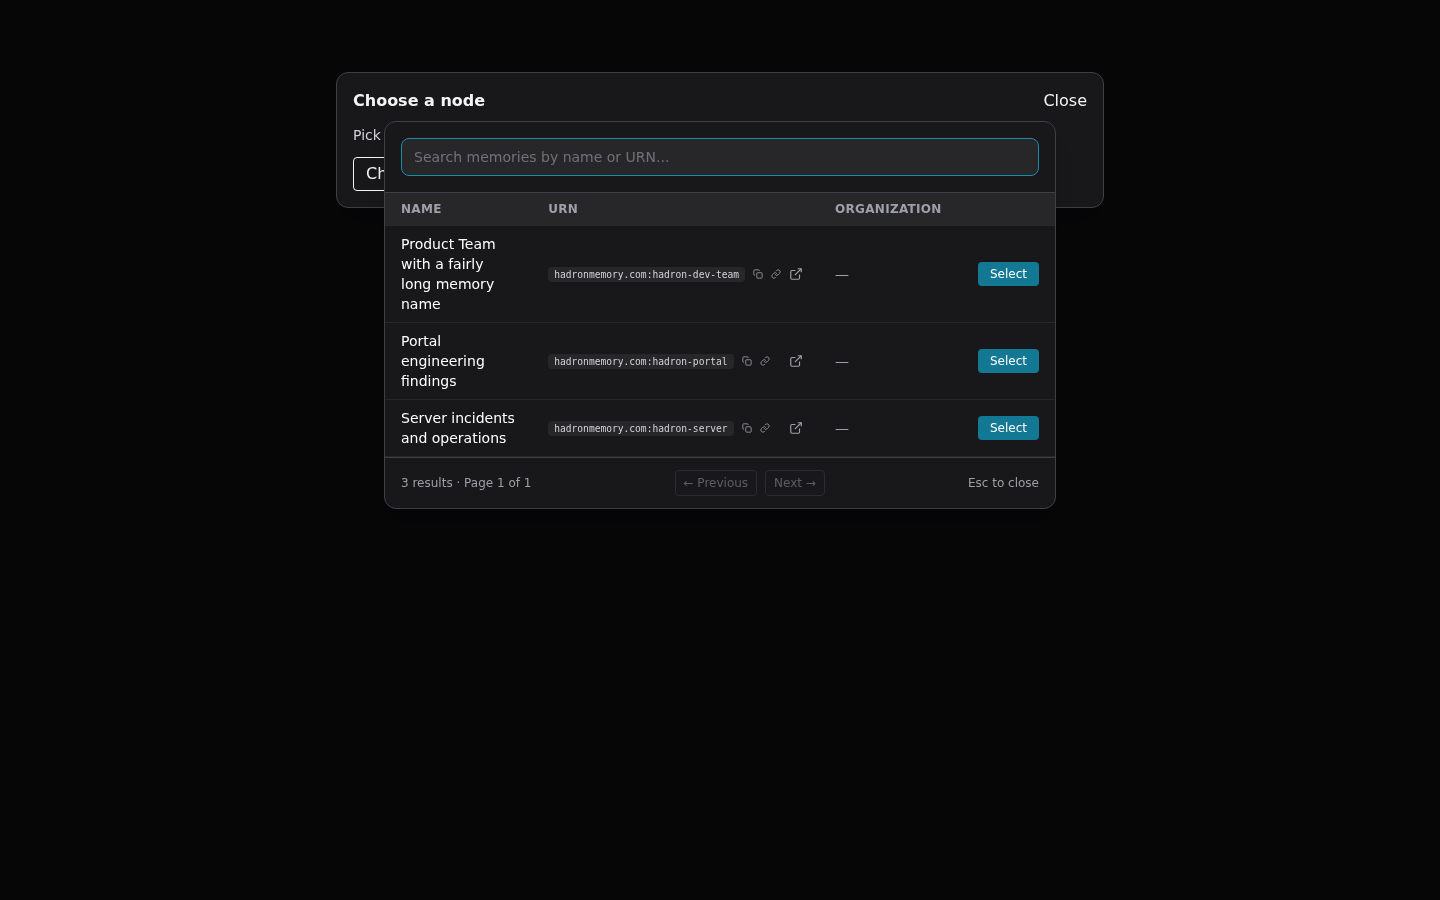 Choose a node
Close
Pick
Ch
Search memories by name or URN...
NAME URN ORGANIZATION
Product Team
with a fairly
long memory
name
hadronmemory.com:hadron-dev-team
—
Select
Portal
engineering
findings
hadronmemory.com:hadron-portal
—
Select
Server incidents
and operations
hadronmemory.com:hadron-server
—
Select
3 results · Page 1 of 1
← Previous
Next →
Esc to close